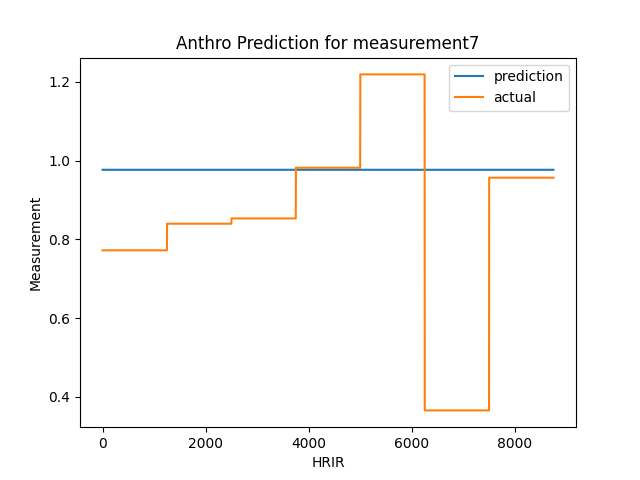 Anthro Prediction for measurement7
prediction
actual
Measurement
1.2
1.0
0.8
0.6
0.4
0
2000
4000
6000
8000
HRIR